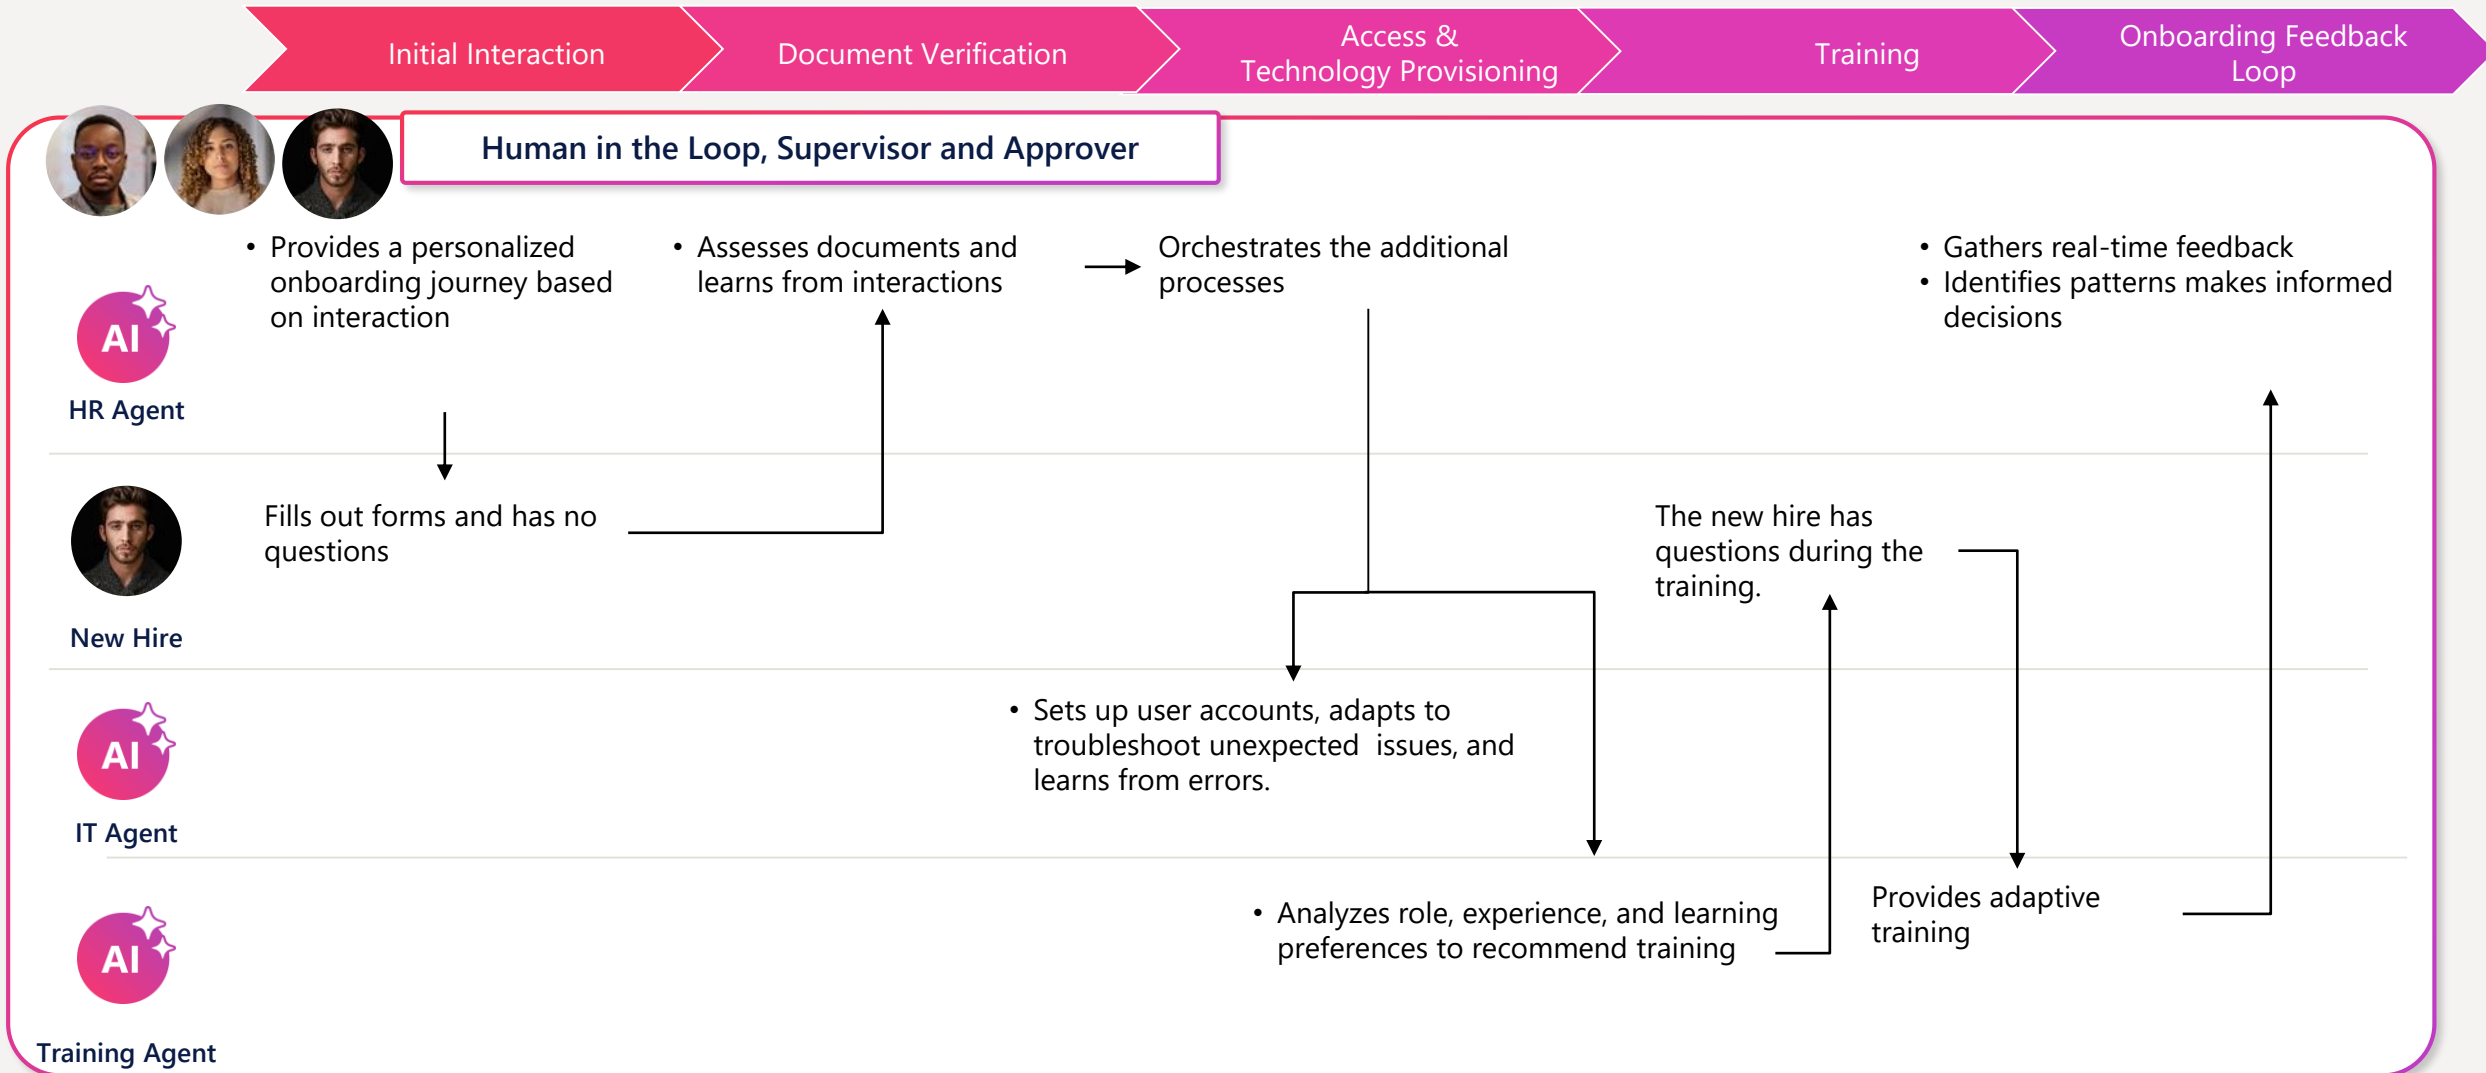 Initial Interaction
Document Verification
Access &
Technology Provisioning
Training
Onboarding Feedback
Loop
Human in the Loop, Supervisor and Approver
• Provides a personalized
onboarding journey based
on interaction
• Assesses documents and
learns from interactions
Orchestrates the additional
processes
• Gathers real-time feedback
• Identifies patterns makes informed
decisions
AI
HR Agent
Fills out forms and has no
questions
The new hire has
questions during the
training.
New Hire
• Sets up user accounts, adapts to
troubleshoot unexpected  issues, and
learns from errors.
AI
IT Agent
• Analyzes role, experience, and learning
preferences to recommend training
Provides adaptive
training
AI
Training Agent